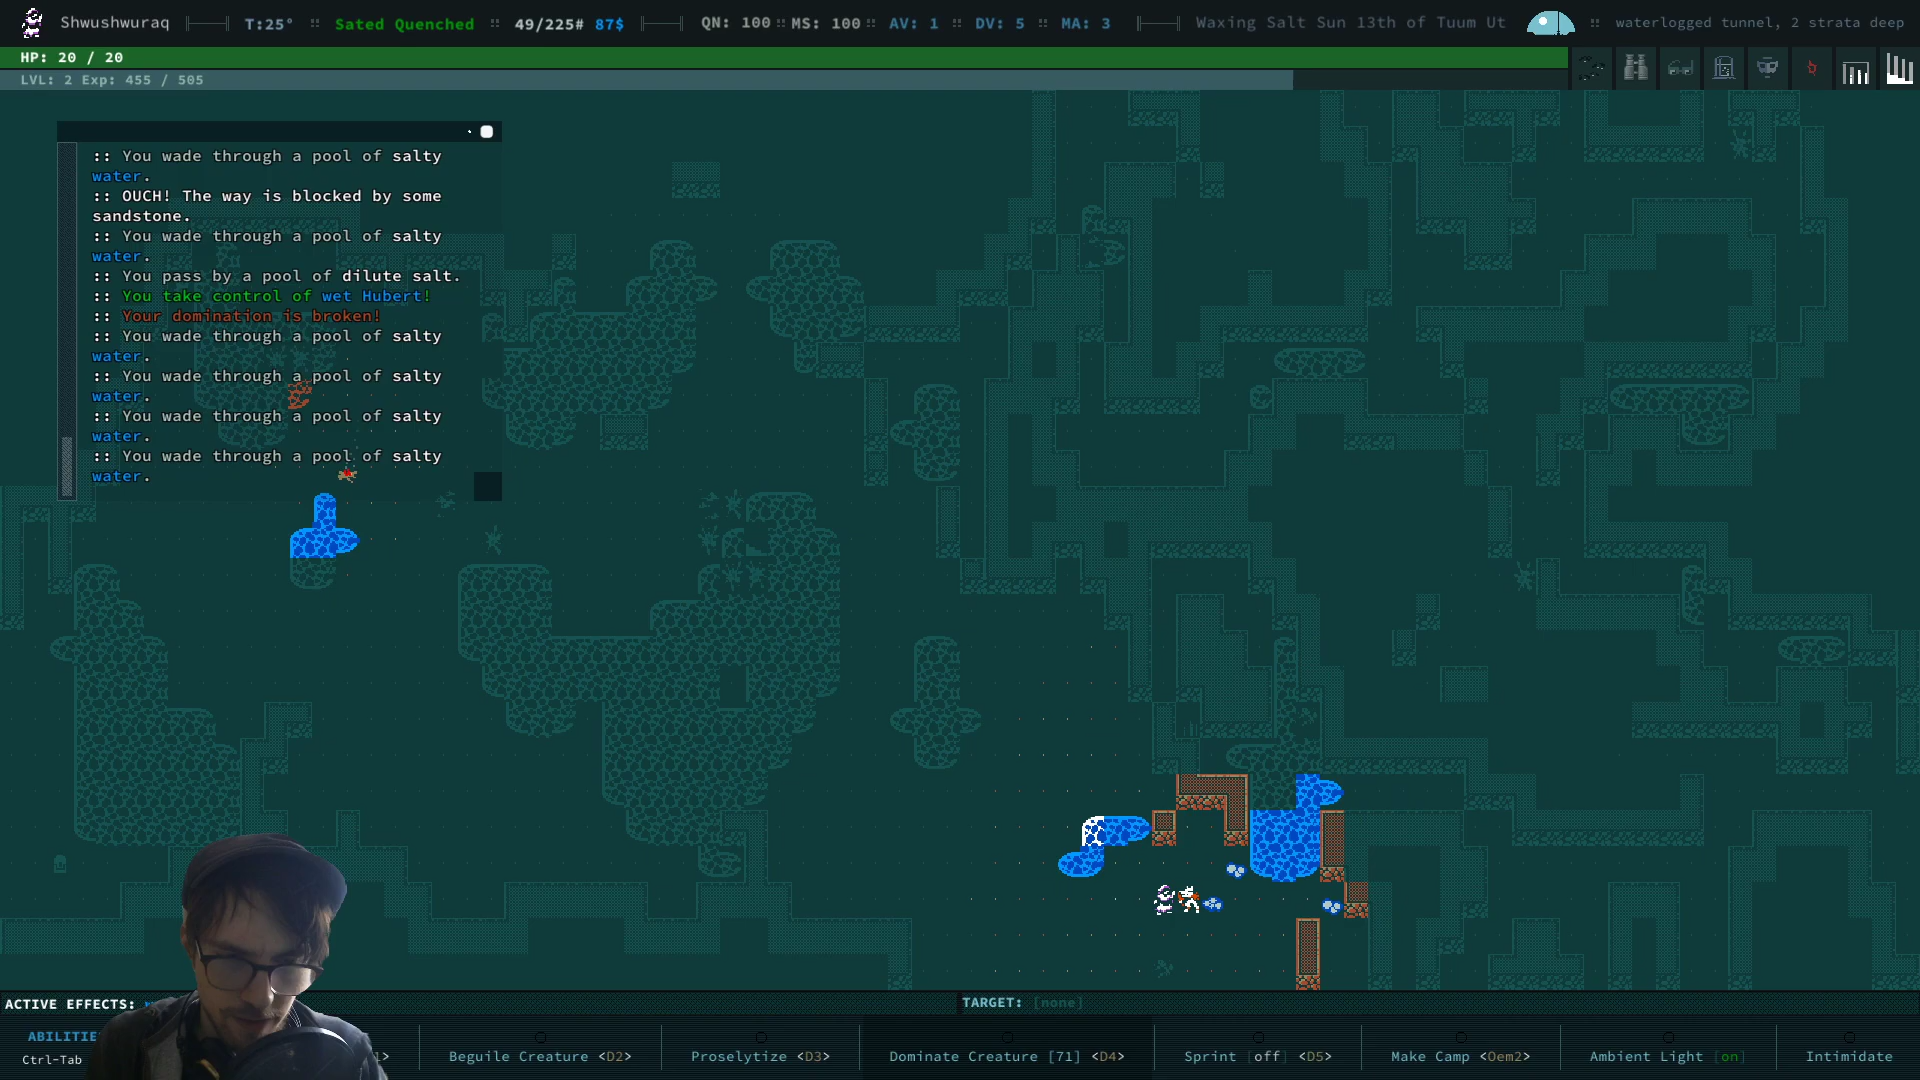 Shwushwuraq T:25° :: Sated Quenched :: 49/225# 87$ QN: 100 :: MS: 100 :: AV: 1 :: DV: 5 :: MA: 3 Waxing Salt Sun 13th of Tuum Ut :: waterlogged tunnel, 2 strata deep
HP: 20 / 20
LVL: 2 Exp: 455 / 505
:: You wade through a pool of salty
water.
:: OUCH! The way is blocked by some
sandstone.
:: You wade through a pool of salty
water.
:: You pass by a pool of dilute salt.
:: You take control of wet Hubert!
:: Your domination is broken!
:: You wade through a pool of salty
water.
:: You wade through a pool of salty
water.
:: You wade through a pool of salty
water.
:: You wade through a pool of salty
water.
ACTIVE EFFECTS: TARGET: [none]
ABILITIE
Ctrl-Tab
Beguile Creature <D2> Proselytize <D3> Dominate Creature [71] <D4> Sprint [off] <D5> Make Camp <Oem2> Ambient Light [on] Intimidate